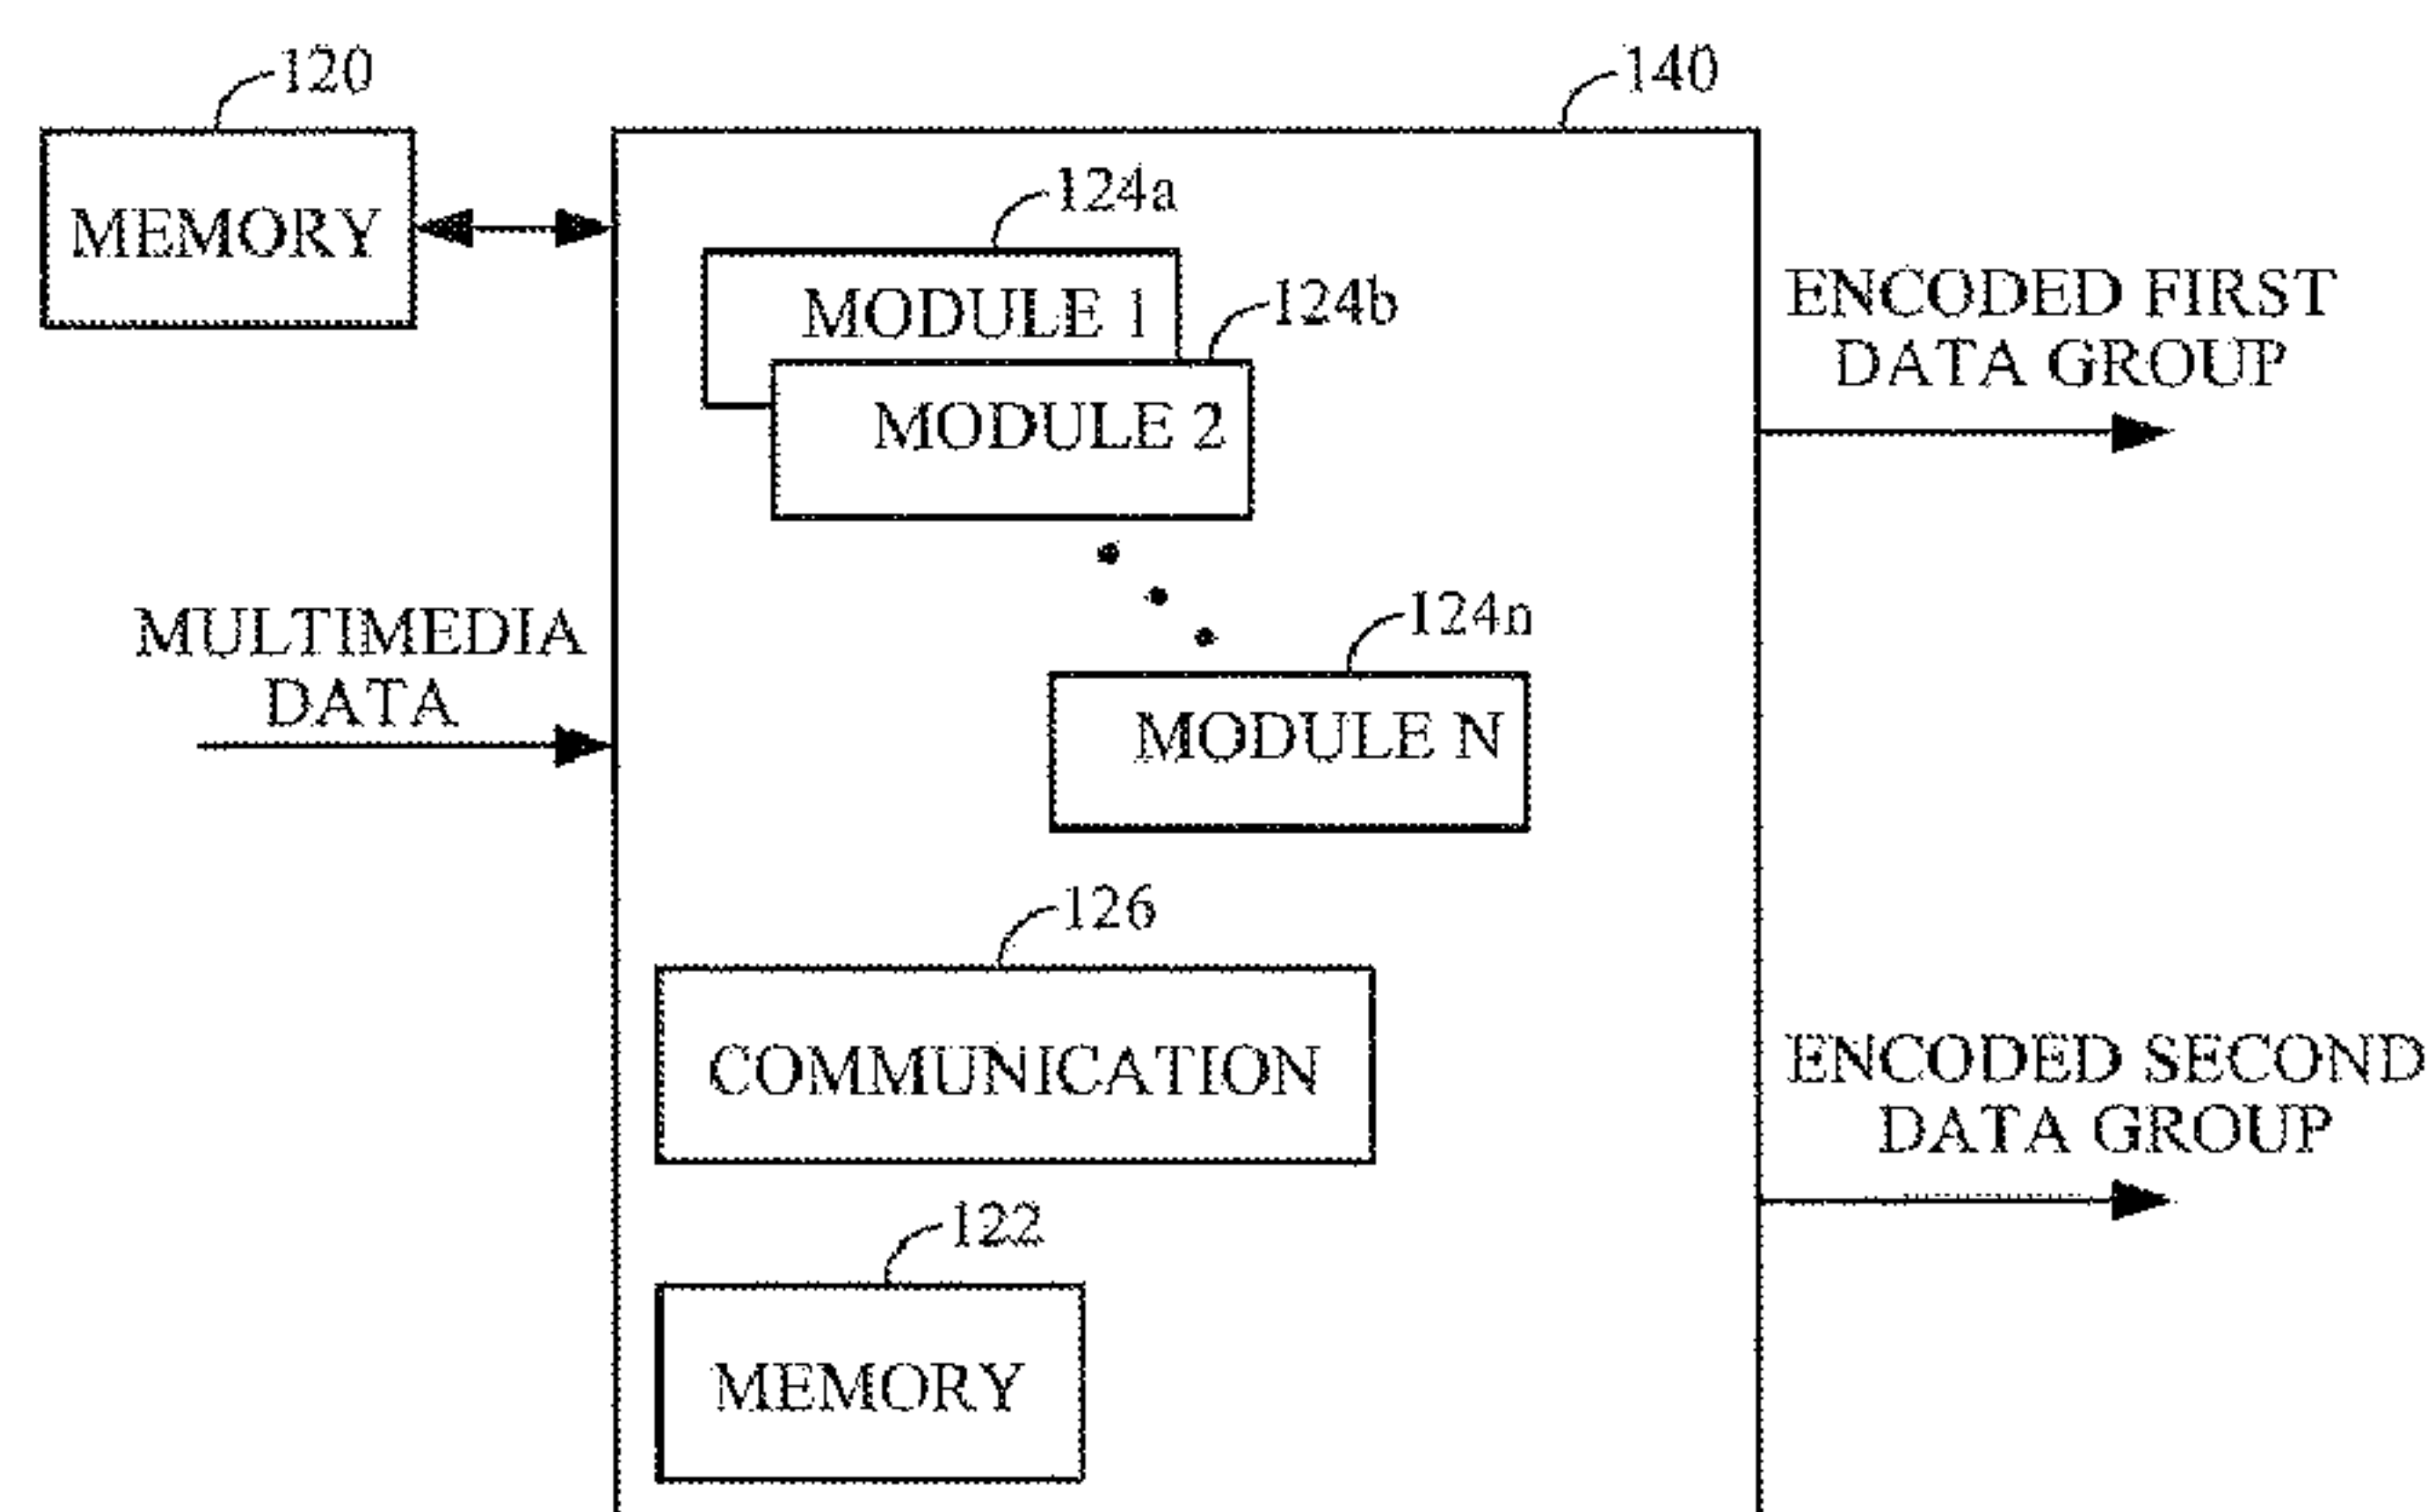 120
140
MEMORY
124a
MODULE 1
124b
MODULE 2
ENCODED FIRST
DATA GROUP
124n
MULTIMEDIA
DATA
MODULE N
126
COMMUNICATION
ENCODED SECOND
DATA GROUP
122
MEMORY